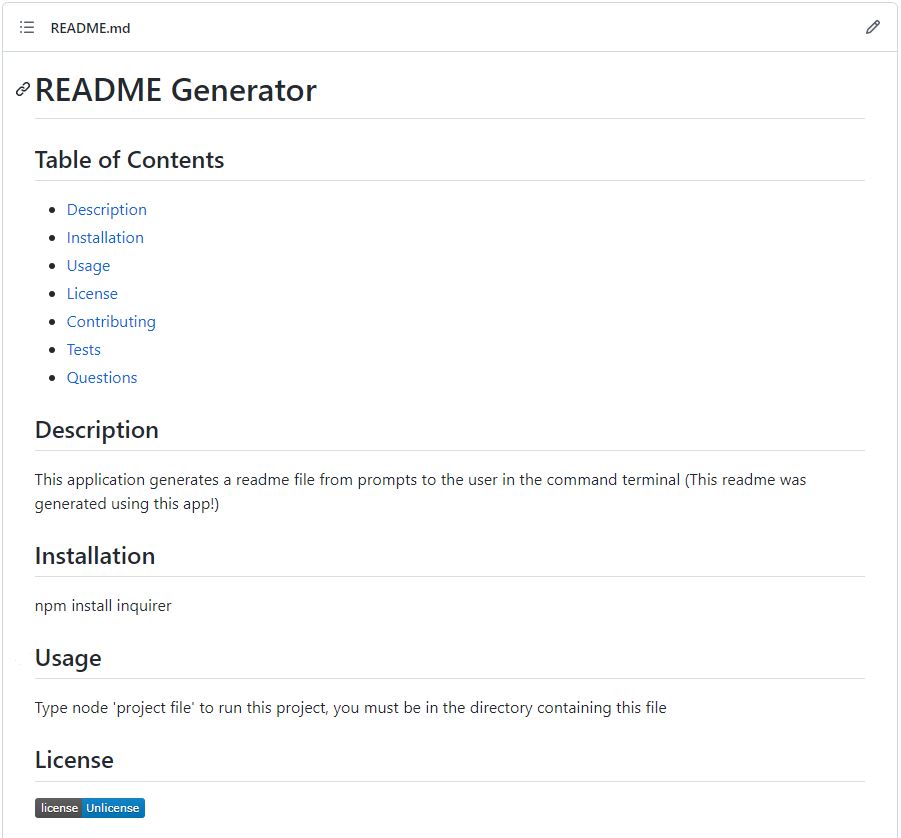 README.md
README Generator
Table of Contents
Description
Installation
Usage
License
Contributing
Tests
Questions
Description
This application generates a readme file from prompts to the user in the command terminal (This readme was
generated using this app!)
Installation
npm install inquirer
Usage
Type node 'project file' to run this project, you must be in the directory containing this file
License
license Unlicense